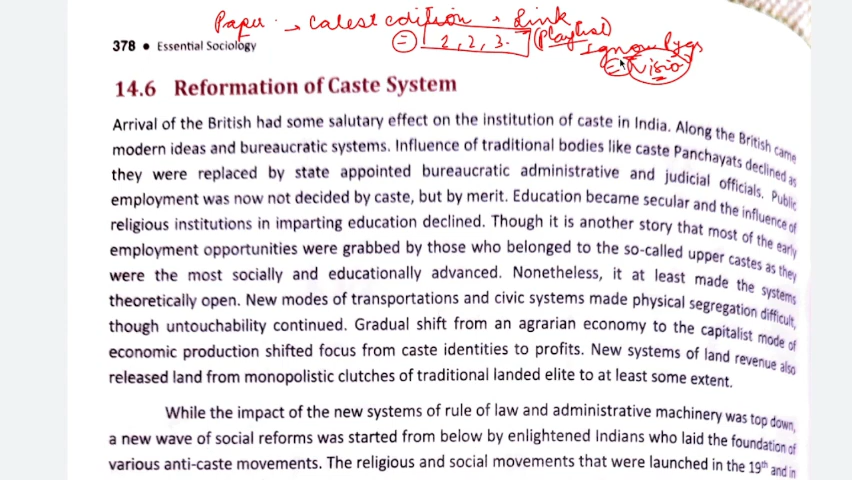 Paper → Latest edition → Link
= 1, 2, 3. (Playlist)
378 • Essential Sociology
14.6 Reformation of Caste System
Arrival of the British had some salutary effect on the institution of caste in India. Along the British came
modern ideas and bureaucratic systems. Influence of traditional bodies like caste Panchayats declined as
they were replaced by state appointed bureaucratic administrative and judicial officials. Public
employment was now not decided by caste, but by merit. Education became secular and the influence of
religious institutions in imparting education declined. Though it is another story that most of the early
employment opportunities were grabbed by those who belonged to the so-called upper castes as they
were the most socially and educationally advanced. Nonetheless, it at least made the systems
theoretically open. New modes of transportations and civic systems made physical segregation difficult,
though untouchability continued. Gradual shift from an agrarian economy to the capitalist mode of
economic production shifted focus from caste identities to profits. New systems of land revenue also
released land from monopolistic clutches of traditional landed elite to at least some extent.
While the impact of the new systems of rule of law and administrative machinery was top down,
a new wave of social reforms was started from below by enlightened Indians who laid the foundation of
various anti-caste movements. The religious and social movements that were launched in the 19th and in